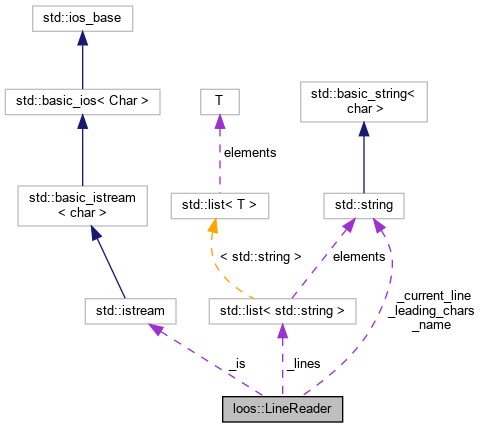 std::ios_base
std::basic_ios< Char >
T
std::basic_string<
char >
elements
std::basic_istream
< char >
std::list< T >
std::string
< std::string >
elements
std::istream
std::list< std::string >
_current_line
_leading_chars
_name
_is
_lines
loos::LineReader